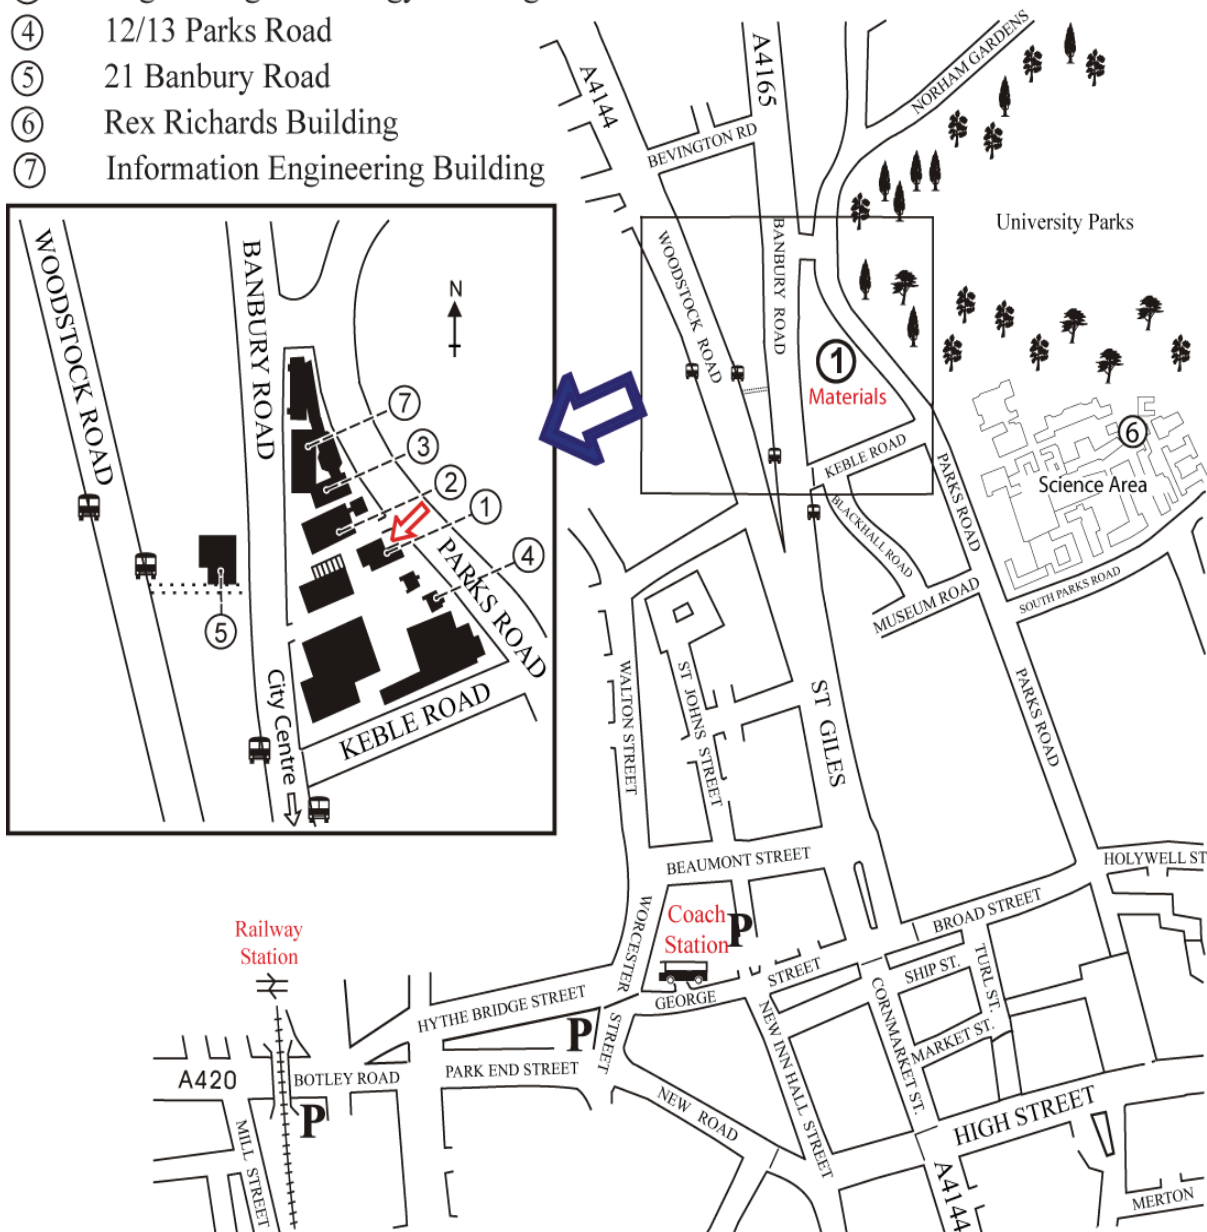 ④ 12/13 Parks Road
⑤ 21 Banbury Road
⑥ Rex Richards Building
⑦ Information Engineering Building
WOODSTOCK ROAD
BANBURY ROAD
N
7
3
2
1
4
5
PARKS ROAD
KEBLE ROAD
City Centre
A4144
A4165
NORHAM GARDENS
BEVINGTON RD
University Parks
WOODSTOCK ROAD
BANBURY ROAD
1
Materials
6
Science Area
KEBLE ROAD
PARKS ROAD
BLACKHALL ROAD
MUSEUM ROAD
SOUTH PARKS ROAD
WALTON STREET
ST JOHNS STREET
ST GILES
PARKS ROAD
BEAUMONT STREET
HOLYWELL ST
BROAD STREET
WORCESTER
STREET
Coach
Station
P
Railway
Station
GEORGE
STREET
SHIP ST.
TURL ST.
CORNMARKET ST.
MARKET ST.
HYTHE BRIDGE STREET
P
NEW INN HALL STREET
A420
BOTLEY ROAD
PARK END STREET
P
NEW ROAD
MILL STREET
HIGH STREET
A4144
MERTON